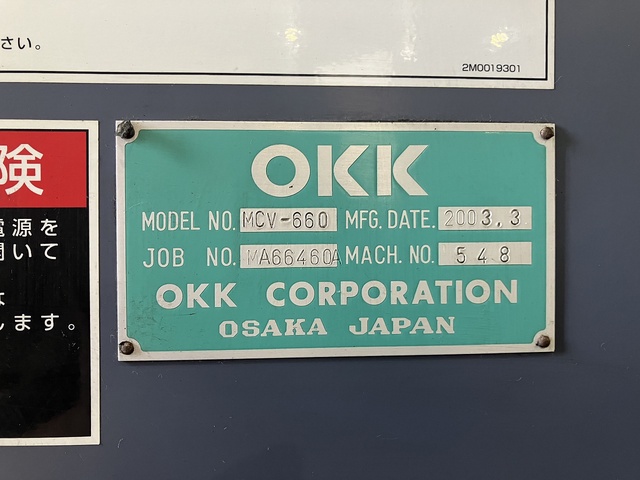 さい。
2M0019301
険
電源を
開いて
します。
OKK
MODEL NO. MCV-660 MFG. DATE. 2003.3
JOB NO. MA66460A MACH. NO. 548
OKK CORPORATION
OSAKA JAPAN